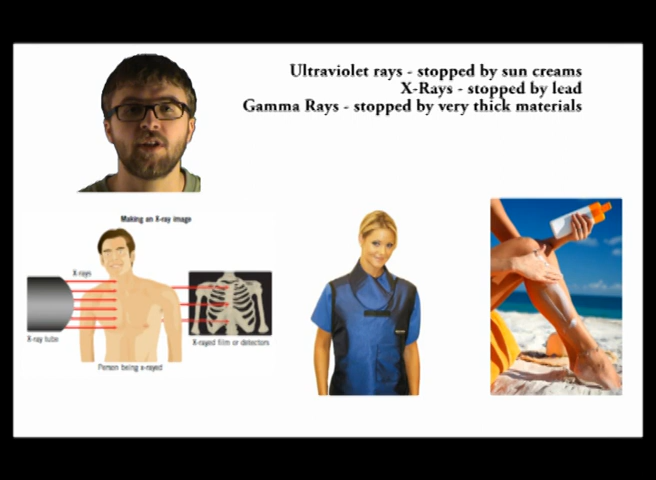 Ultraviolet rays - stopped by sun creams
X-Rays - stopped by lead
Gamma Rays - stopped by very thick materials
Making an X-ray image
X-rays
X-ray tube
Person being x-rayed
X-rayed film or detectors